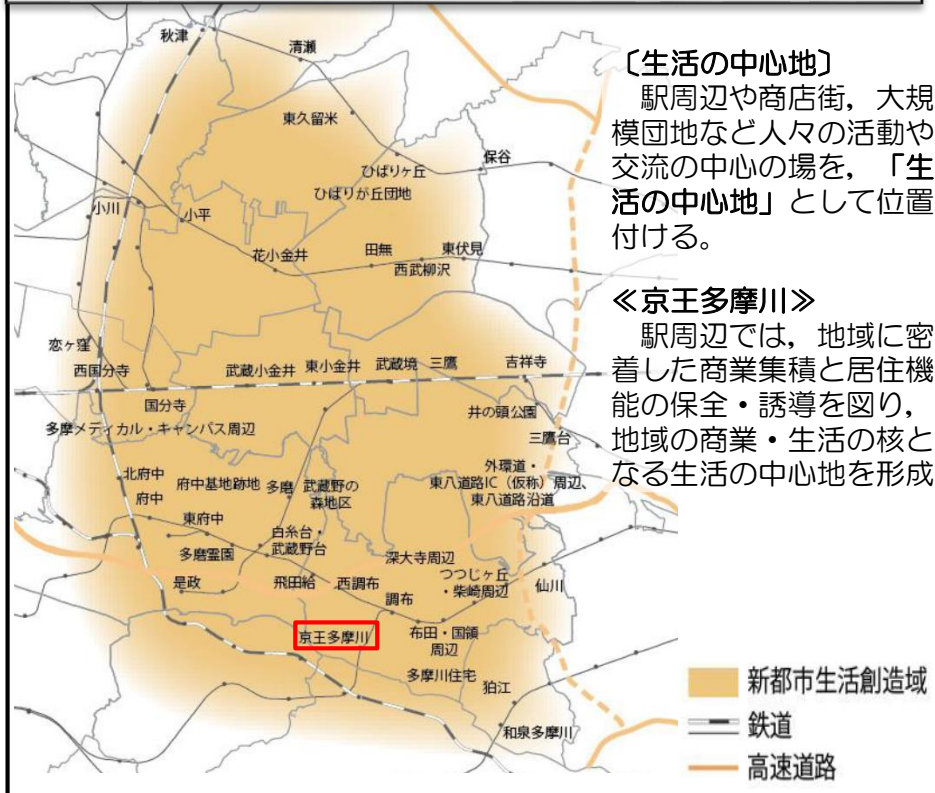 秋津
清瀬
東久留米
ひばりヶ丘
ひばりが丘団地
保谷
小川
小平
花小金井
田無
東伏見
西武柳沢
恋ヶ窪
西国分寺
武蔵小金井
東小金井
武蔵境
三鷹
吉祥寺
国分寺
井の頭公園
多摩メディカル・キャンパス周辺
三鷹台
外環道・
東八道路IC（仮称）周辺、
東八道路沿道
北府中
府中基地跡地
多磨
武蔵野の
森地区
府中
東府中
白糸台・
武蔵野台
多磨霊園
深大寺周辺
是政
飛田給
西調布
つつじヶ丘
・柴崎周辺
仙川
調布
京王多摩川
布田・国領
周辺
多摩川住宅
狛江
和泉多摩川
〔生活の中心地〕
駅周辺や商店街，大規
模団地など人々の活動や
交流の中心の場を，「生
活の中心地」として位置
付ける。
≪京王多摩川≫
駅周辺では，地域に密
着した商業集積と居住機
能の保全・誘導を図り，
地域の商業・生活の核と
なる生活の中心地を形成
新都市生活創造域
鉄道
高速道路